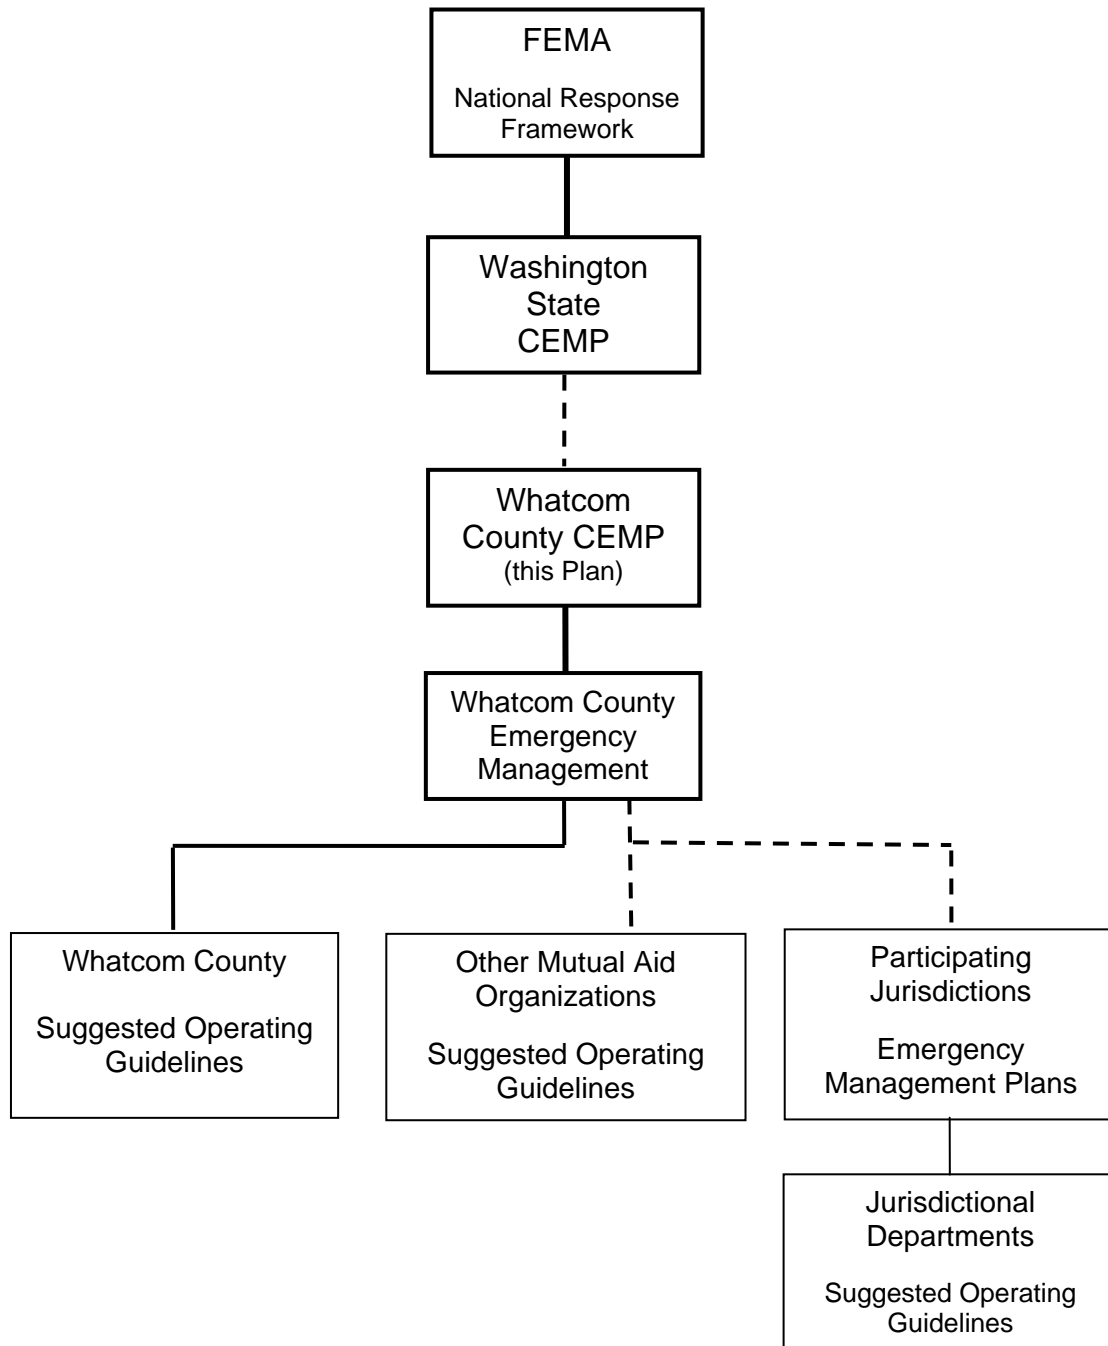 FEMA
National Response
Framework
Washington
State
CEMP
Whatcom
County CEMP
(this Plan)
Whatcom County
Emergency
Management
Whatcom County
Suggested Operating
Guidelines
Other Mutual Aid
Organizations
Suggested Operating
Guidelines
Participating
Jurisdictions
Emergency
Management Plans
Jurisdictional
Departments
Suggested Operating
Guidelines